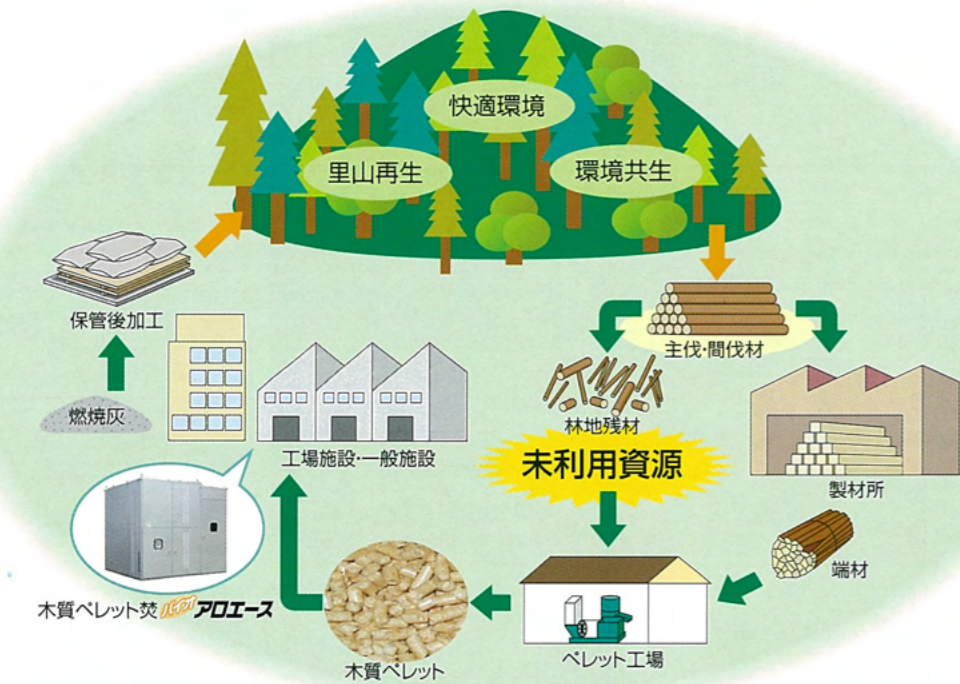 快適環境
里山再生
環境共生
保管後加工
主伐・間伐材
燃焼灰
林地残材
工場施設・一般施設
未利用資源
製材所
端材
木質ペレット焚バイオアロエース
木質ペレット
ペレット工場